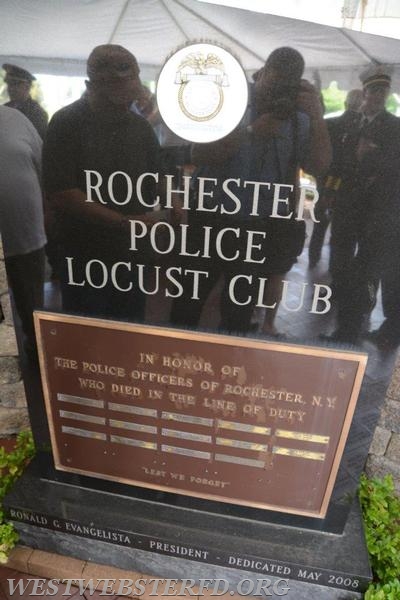 ROCHESTER
POLICE
LOCUST CLUB
IN HONOR OF
THE POLICE OFFICERS OF ROCHESTER, N.Y.
WHO DIED IN THE LINE OF DUTY
"LEST WE FORGET"
RONALD G. EVANGELISTA - PRESIDENT - DEDICATED MAY 2008
WESTWEBSTERFD.ORG